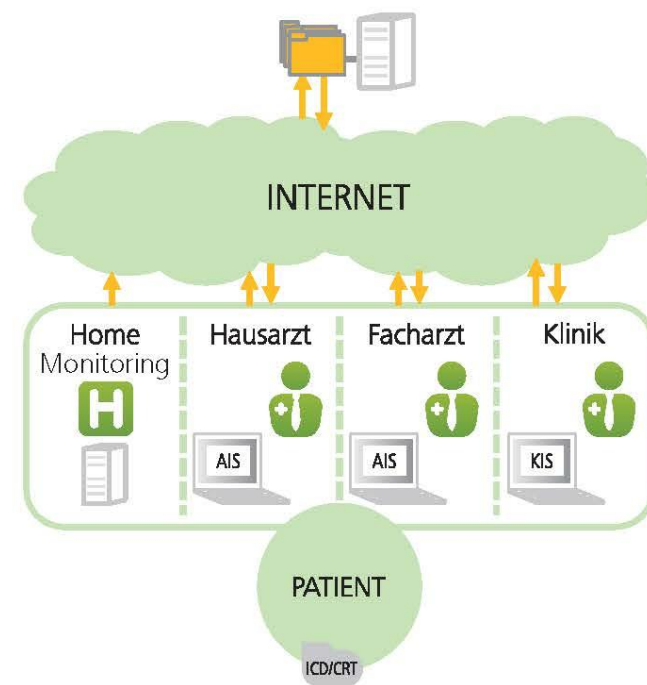 INTERNET
Home
Monitoring
H
Hausarzt
AIS
Facharzt
AIS
Klinik
KIS
PATIENT
ICD/CRT